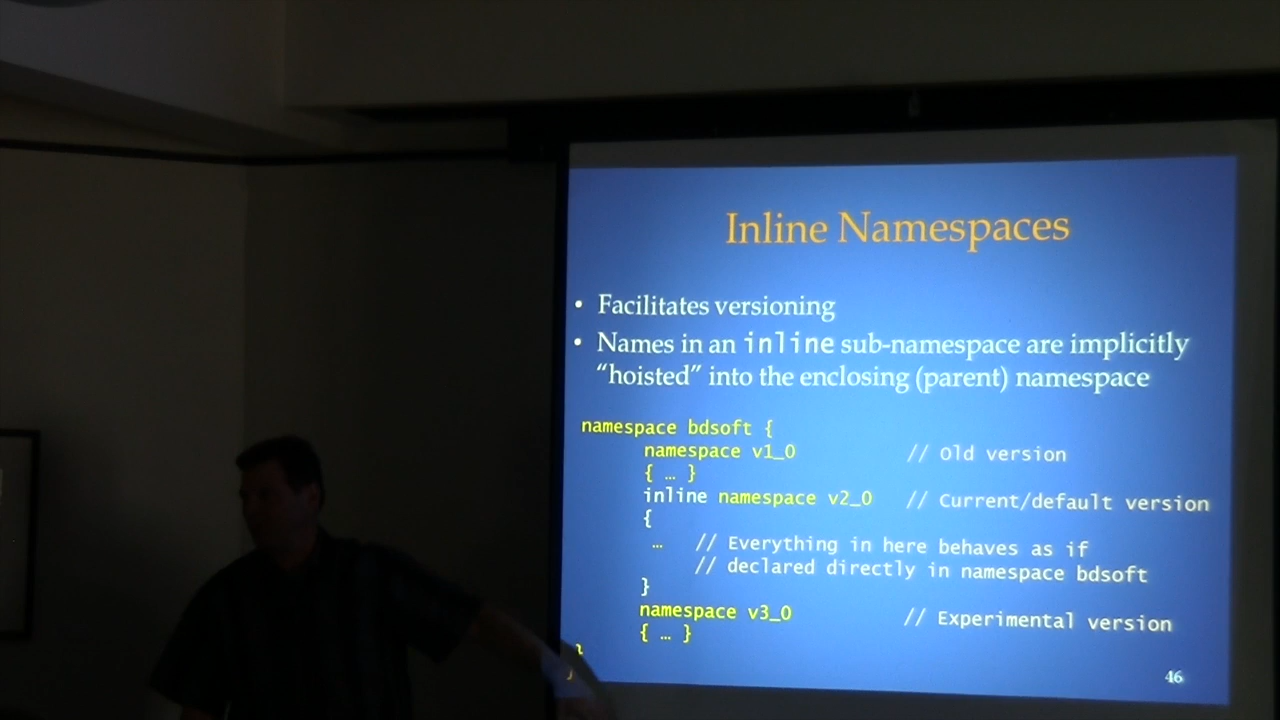 Inline Namespaces
• Facilitates versioning
• Names in an inline sub-namespace are implicitly
“hoisted” into the enclosing (parent) namespace
namespace bdsoft {
namespace v1_0 // Old version
{ … }
inline namespace v2_0 // Current/default version
{
… // Everything in here behaves as if
// declared directly in namespace bdsoft
}
namespace v3_0 // Experimental version
{ … }
}
46